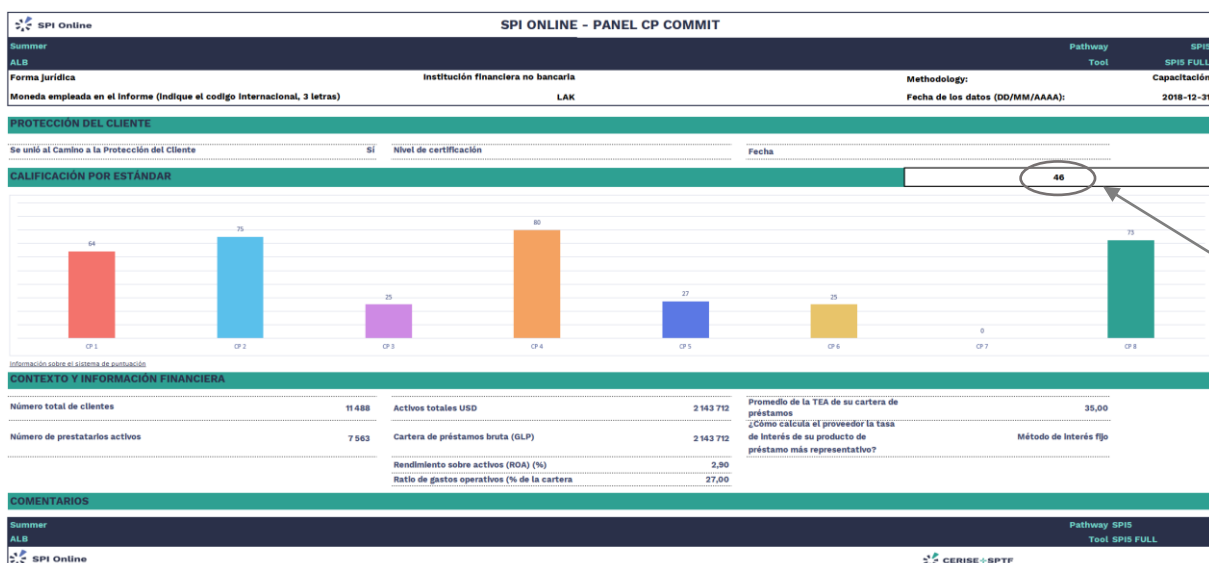 SPI Online
SPI ONLINE - PANEL CP COMMIT
Summer Pathway SPI5
ALB Tool SPI5 FULL
Forma jurídica Institución financiera no bancaria Methodology: Capacitación
Moneda empleada en el informe (indique el codigo internacional, 3 letras) LAK Fecha de los datos (DD/MM/AAAA): 2018-12-31
PROTECCIÓN DEL CLIENTE
Se unió al Camino a la Protección del Cliente Sí Nivel de certificación Fecha
CALIFICACIÓN POR ESTÁNDAR 46
64 75 25 80 27 25 0 73
CP 1 CP 2 CP 3 CP 4 CP 5 CP 6 CP 7 CP 8
Información sobre el sistema de puntuación
CONTEXTO Y INFORMACIÓN FINANCIERA
Número total de clientes 11 488 Activos totales USD 2 143 712 Promedio de la TEA de su cartera de
préstamos 35,00
Número de prestatarios activos 7 563 Cartera de préstamos bruta (GLP) 2 143 712 ¿Cómo calcula el proveedor la tasa
de interés de su producto de Método de interés fijo
préstamo más representativo?
Rendimiento sobre activos (ROA) (%) 2,90
Ratio de gastos operativos (% de la cartera 27,00
COMENTARIOS
Summer Pathway SPI5
ALB Tool SPI5 FULL
SPI Online CERISE+SPTF